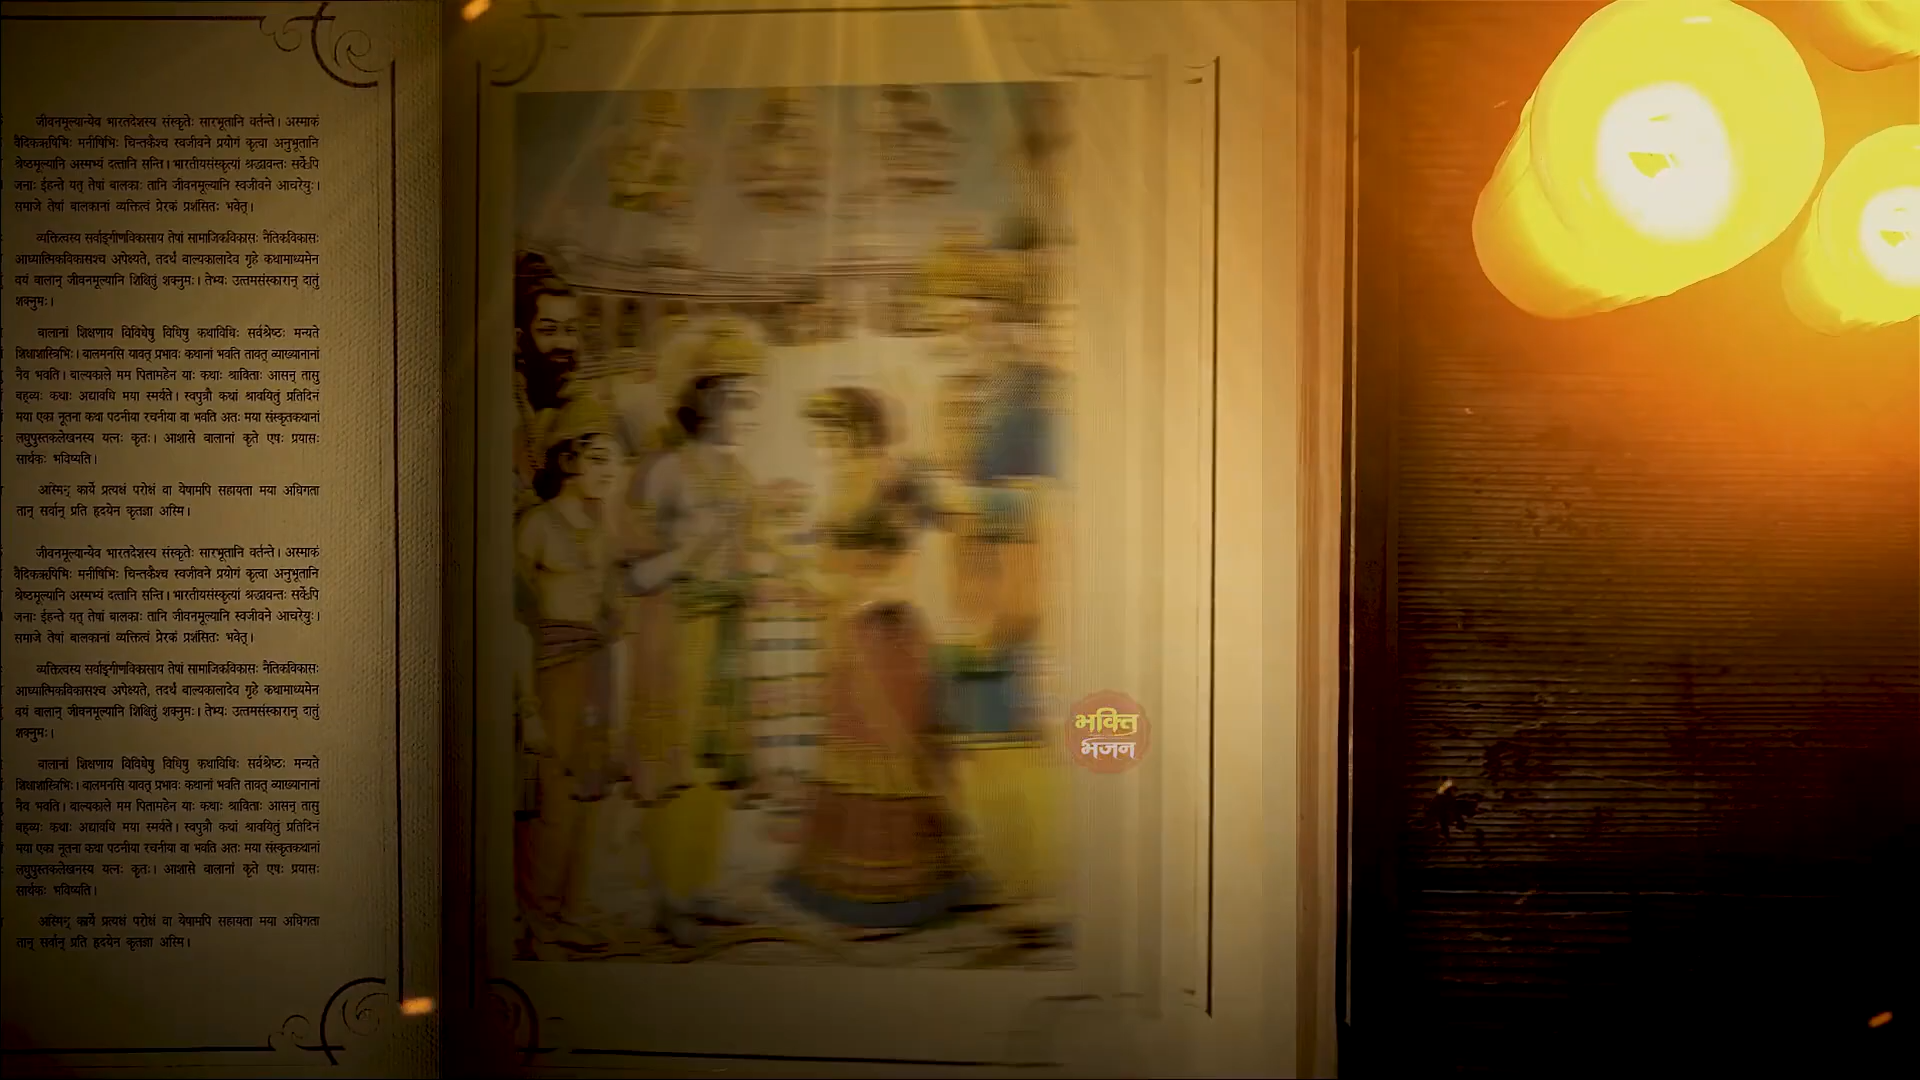 जीवनमूल्यान्येव भारतदेशस्य संस्कृतेः सारभूतानि वर्तन्ते। अस्माकं
वैदिकऋषिभिः मनीषिभिः चिन्तकैश्च स्वजीवने प्रयोगं कृत्वा अनुभूतानि
श्रेष्ठमूल्यानि अस्मभ्यं दत्तानि सन्ति। भारतीयसंस्कृत्यां श्रद्धावन्तः सर्वेऽपि
जनाः ईहन्ते यत् तेषां बालकाः तानि जीवनमूल्यानि स्वजीवने आचरेयुः।
समाजे तेषां बालकानां व्यक्तित्वं प्रेरकं प्रशंसितः भवेत्।
व्यक्तित्वस्य सर्वाङ्गीणविकासाय तेषां सामाजिकविकासः नैतिकविकासः
आध्यात्मिकविकासश्च अपेक्ष्यते, तदर्थं बाल्यकालादेव गृहे कथामाध्यमेन
वयं बालान् जीवनमूल्यानि शिक्षितुं शक्नुमः। तेभ्यः उत्तमसंस्कारान् दातुं
शक्नुमः।
बालानां शिक्षणाय विविधेषु विधिषु कथाविधिः सर्वश्रेष्ठः मन्यते
शिक्षाशास्त्रिभिः। बालमनसि यावत् प्रभावः कथानां भवति तावत् व्याख्यानानां
नैव भवति। बाल्यकाले मम पितामहेन याः कथाः श्राविताः आसन् तासु
बह्व्यः कथाः अद्यावधि मया स्मर्यते। स्वपुत्रौ कथां श्रावयितुं प्रतिदिनं
मया एका नूतना कथा पठनीया रचनीया वा भवति अतः मया संस्कृतकथानां
लघुपुस्तकलेखनस्य यत्नः कृतः। आशासे बालानां कृते एषः प्रयासः
सार्थकः भविष्यति।
अस्मिन् कार्ये प्रत्यक्षं परोक्षं वा येषामपि सहायता मया अधिगता
तान् सर्वान् प्रति हृदयेन कृतज्ञा अस्मि।
जीवनमूल्यान्येव भारतदेशस्य संस्कृतेः सारभूतानि वर्तन्ते। अस्माकं
वैदिकऋषिभिः मनीषिभिः चिन्तकैश्च स्वजीवने प्रयोगं कृत्वा अनुभूतानि
श्रेष्ठमूल्यानि अस्मभ्यं दत्तानि सन्ति। भारतीयसंस्कृत्यां श्रद्धावन्तः सर्वेऽपि
जनाः ईहन्ते यत् तेषां बालकाः तानि जीवनमूल्यानि स्वजीवने आचरेयुः।
समाजे तेषां बालकानां व्यक्तित्वं प्रेरकं प्रशंसितः भवेत्।
व्यक्तित्वस्य सर्वाङ्गीणविकासाय तेषां सामाजिकविकासः नैतिकविकासः
आध्यात्मिकविकासश्च अपेक्ष्यते, तदर्थं बाल्यकालादेव गृहे कथामाध्यमेन
वयं बालान् जीवनमूल्यानि शिक्षितुं शक्नुमः। तेभ्यः उत्तमसंस्कारान् दातुं
शक्नुमः।
बालानां शिक्षणाय विविधेषु विधिषु कथाविधिः सर्वश्रेष्ठः मन्यते
शिक्षाशास्त्रिभिः। बालमनसि यावत् प्रभावः कथानां भवति तावत् व्याख्यानानां
नैव भवति। बाल्यकाले मम पितामहेन याः कथाः श्राविताः आसन् तासु
बह्व्यः कथाः अद्यावधि मया स्मर्यते। स्वपुत्रौ कथां श्रावयितुं प्रतिदिनं
मया एका नूतना कथा पठनीया रचनीया वा भवति अतः मया संस्कृतकथानां
लघुपुस्तकलेखनस्य यत्नः कृतः। आशासे बालानां कृते एषः प्रयासः
सार्थकः भविष्यति।
अस्मिन् कार्ये प्रत्यक्षं परोक्षं वा येषामपि सहायता मया अधिगता
तान् सर्वान् प्रति हृदयेन कृतज्ञा अस्मि।
भक्ति
भजन